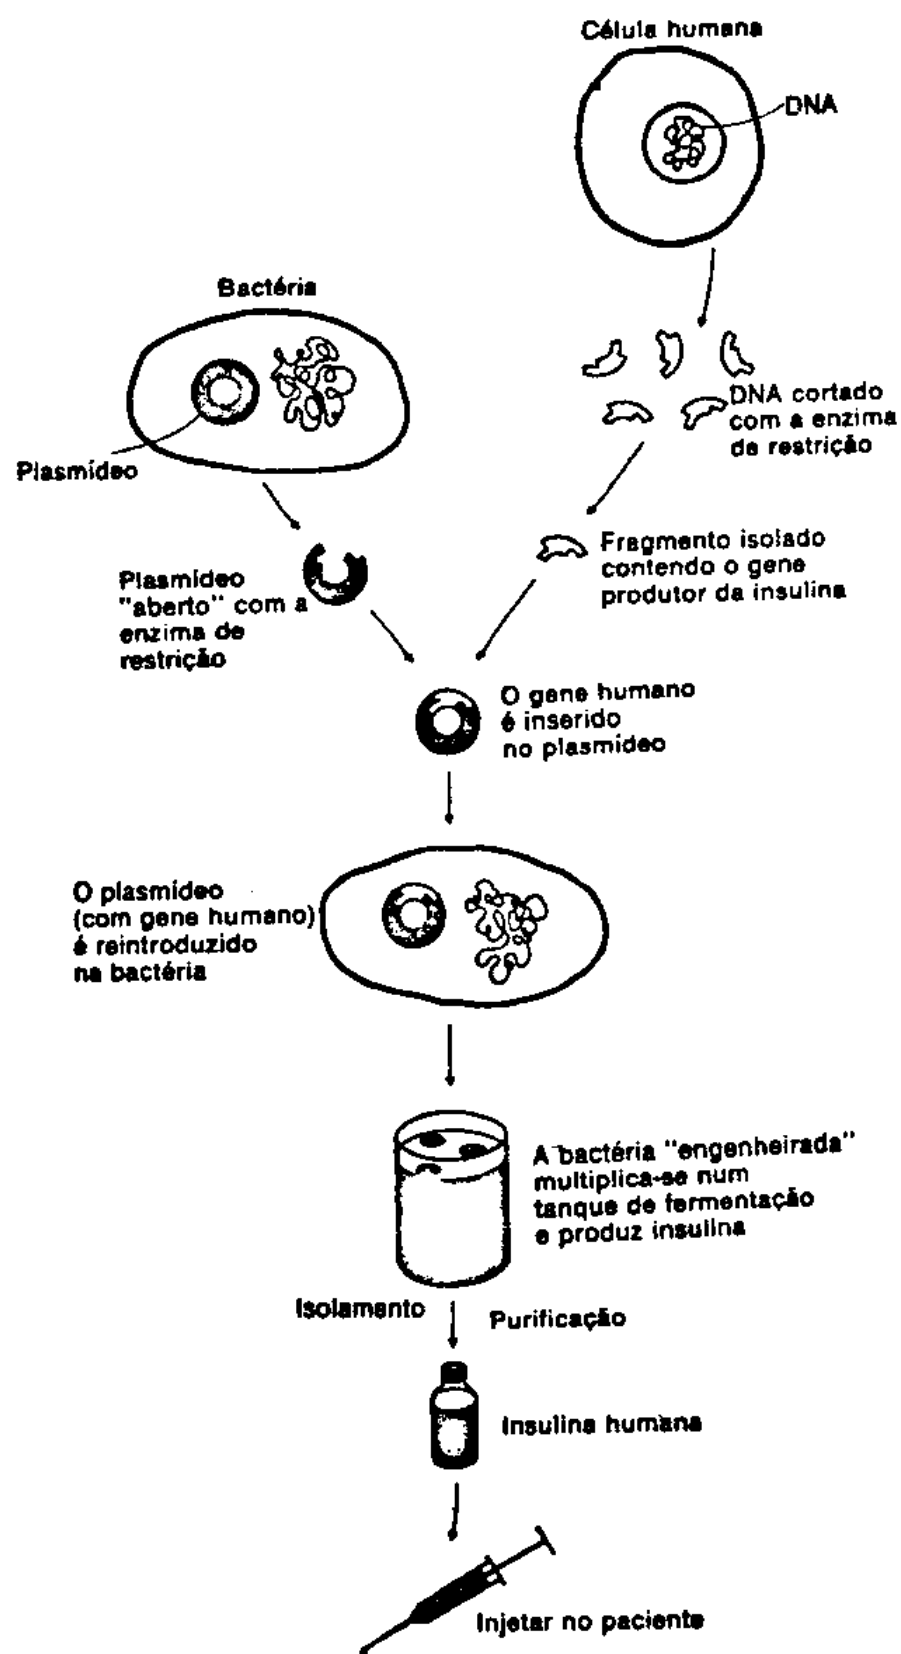 Célula humana
DNA
Bactéria
Plasmídeo
DNA cortado
com a enzima
de restrição
Plasmídeo
"aberto" com a
enzima de
restrição
Fragmento isolado
contendo o gene
produtor da insulina
O gene humano
é inserido
no plasmídeo
O plasmídeo
(com gene humano)
é reintroduzido
na bactéria
A bactéria "engenheirada"
multiplica-se num
tanque de fermentação
e produz insulina
Isolamento
Purificação
Insulina humana
Injetar no paciente